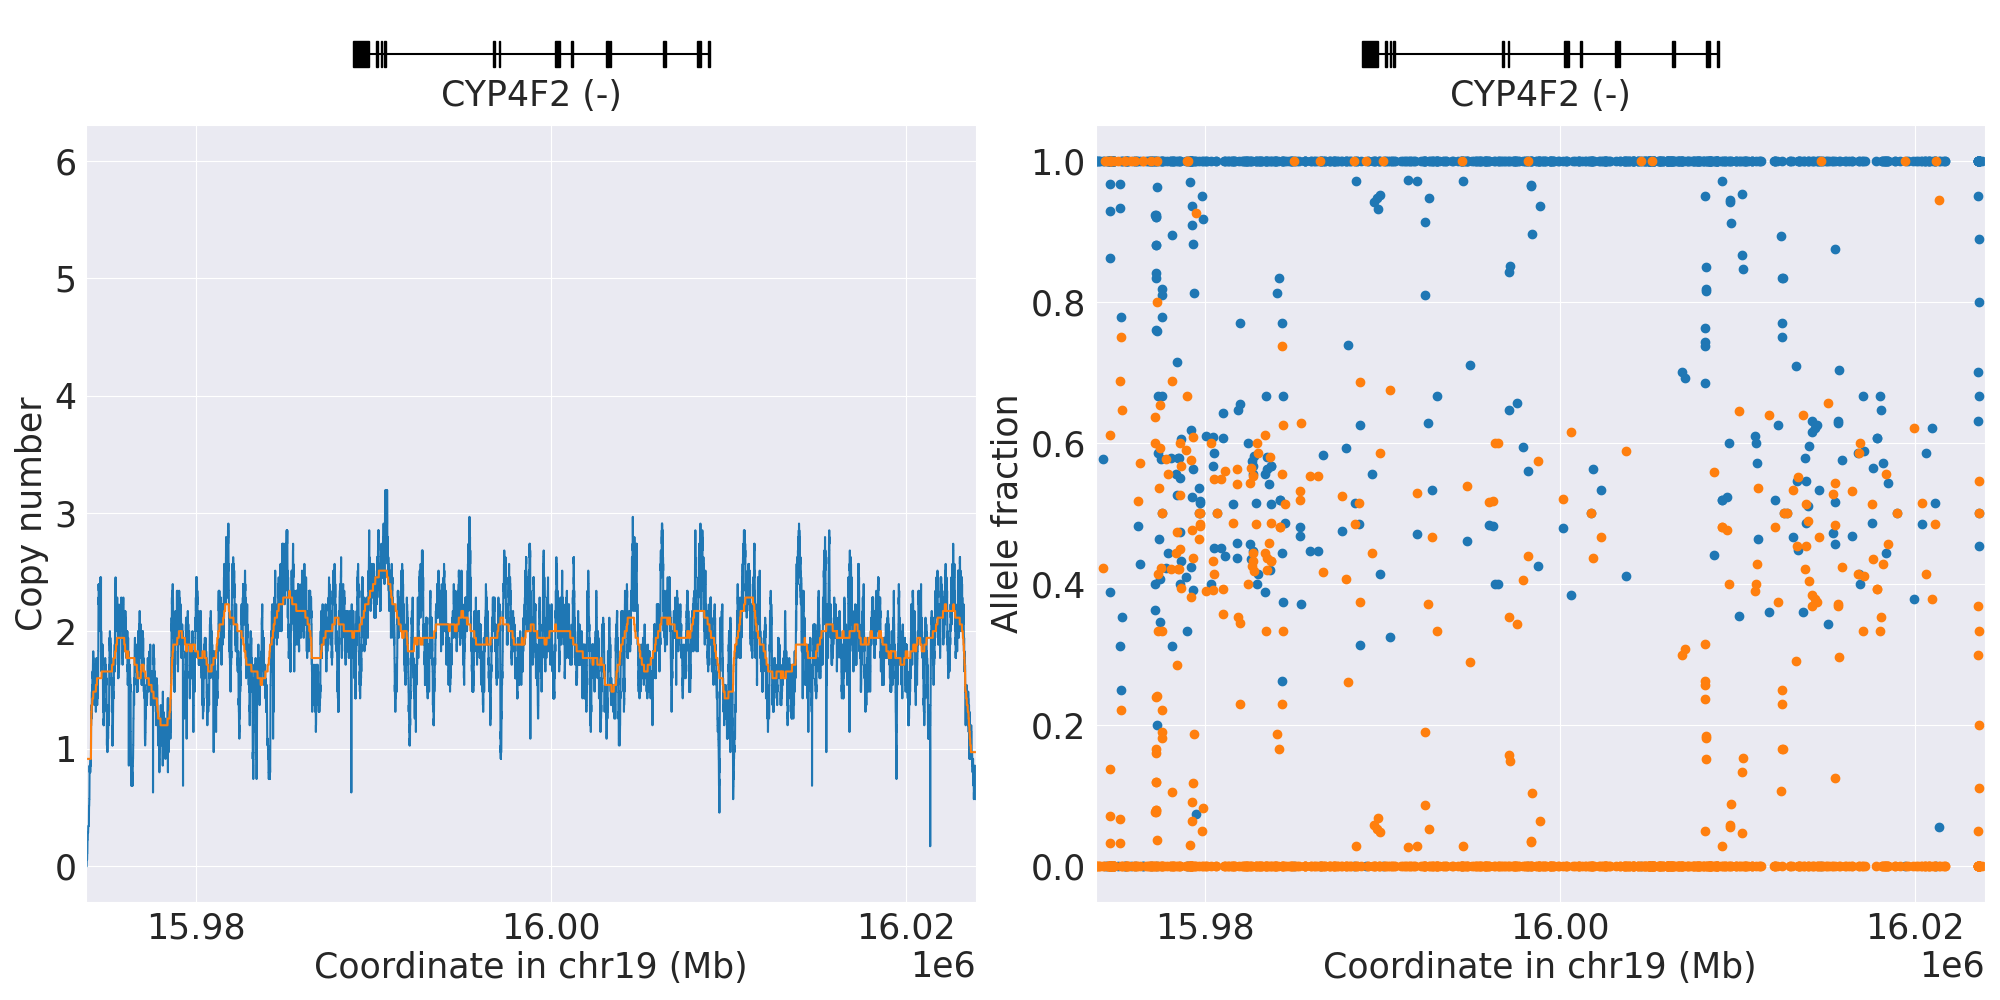 CYP4F2 (-)
6
5
4
3
2
1
0
Copy number
15.98
16.00
16.02
Coordinate in chr19 (Mb)
1e6
CYP4F2 (-)
1.0
0.8
0.6
0.4
0.2
0.0
Allele fraction
15.98
16.00
16.02
Coordinate in chr19 (Mb)
1e6